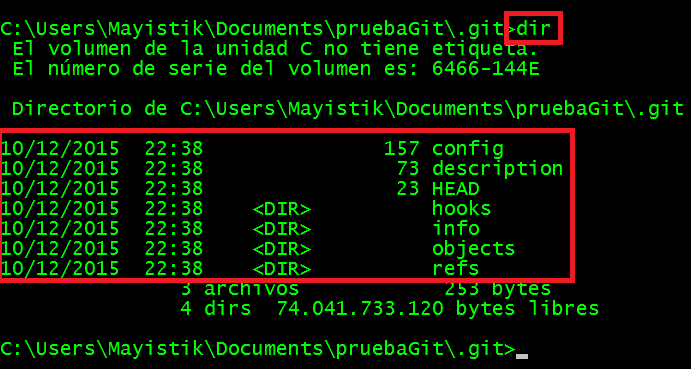 C:\Users\Mayistik\Documents\pruebaGit\.git>dir
El volumen de la unidad C no tiene etiqueta.
El número de serie del volumen es: 6466-144E
Directorio de C:\Users\Mayistik\Documents\pruebaGit\.git
10/12/2015  22:38               157 config
10/12/2015  22:38                73 description
10/12/2015  22:38                23 HEAD
10/12/2015  22:38    <DIR>          hooks
10/12/2015  22:38    <DIR>          info
10/12/2015  22:38    <DIR>          objects
10/12/2015  22:38    <DIR>          refs
3 archivos            253 bytes
4 dirs  74.041.733.120 bytes libres
C:\Users\Mayistik\Documents\pruebaGit\.git>_